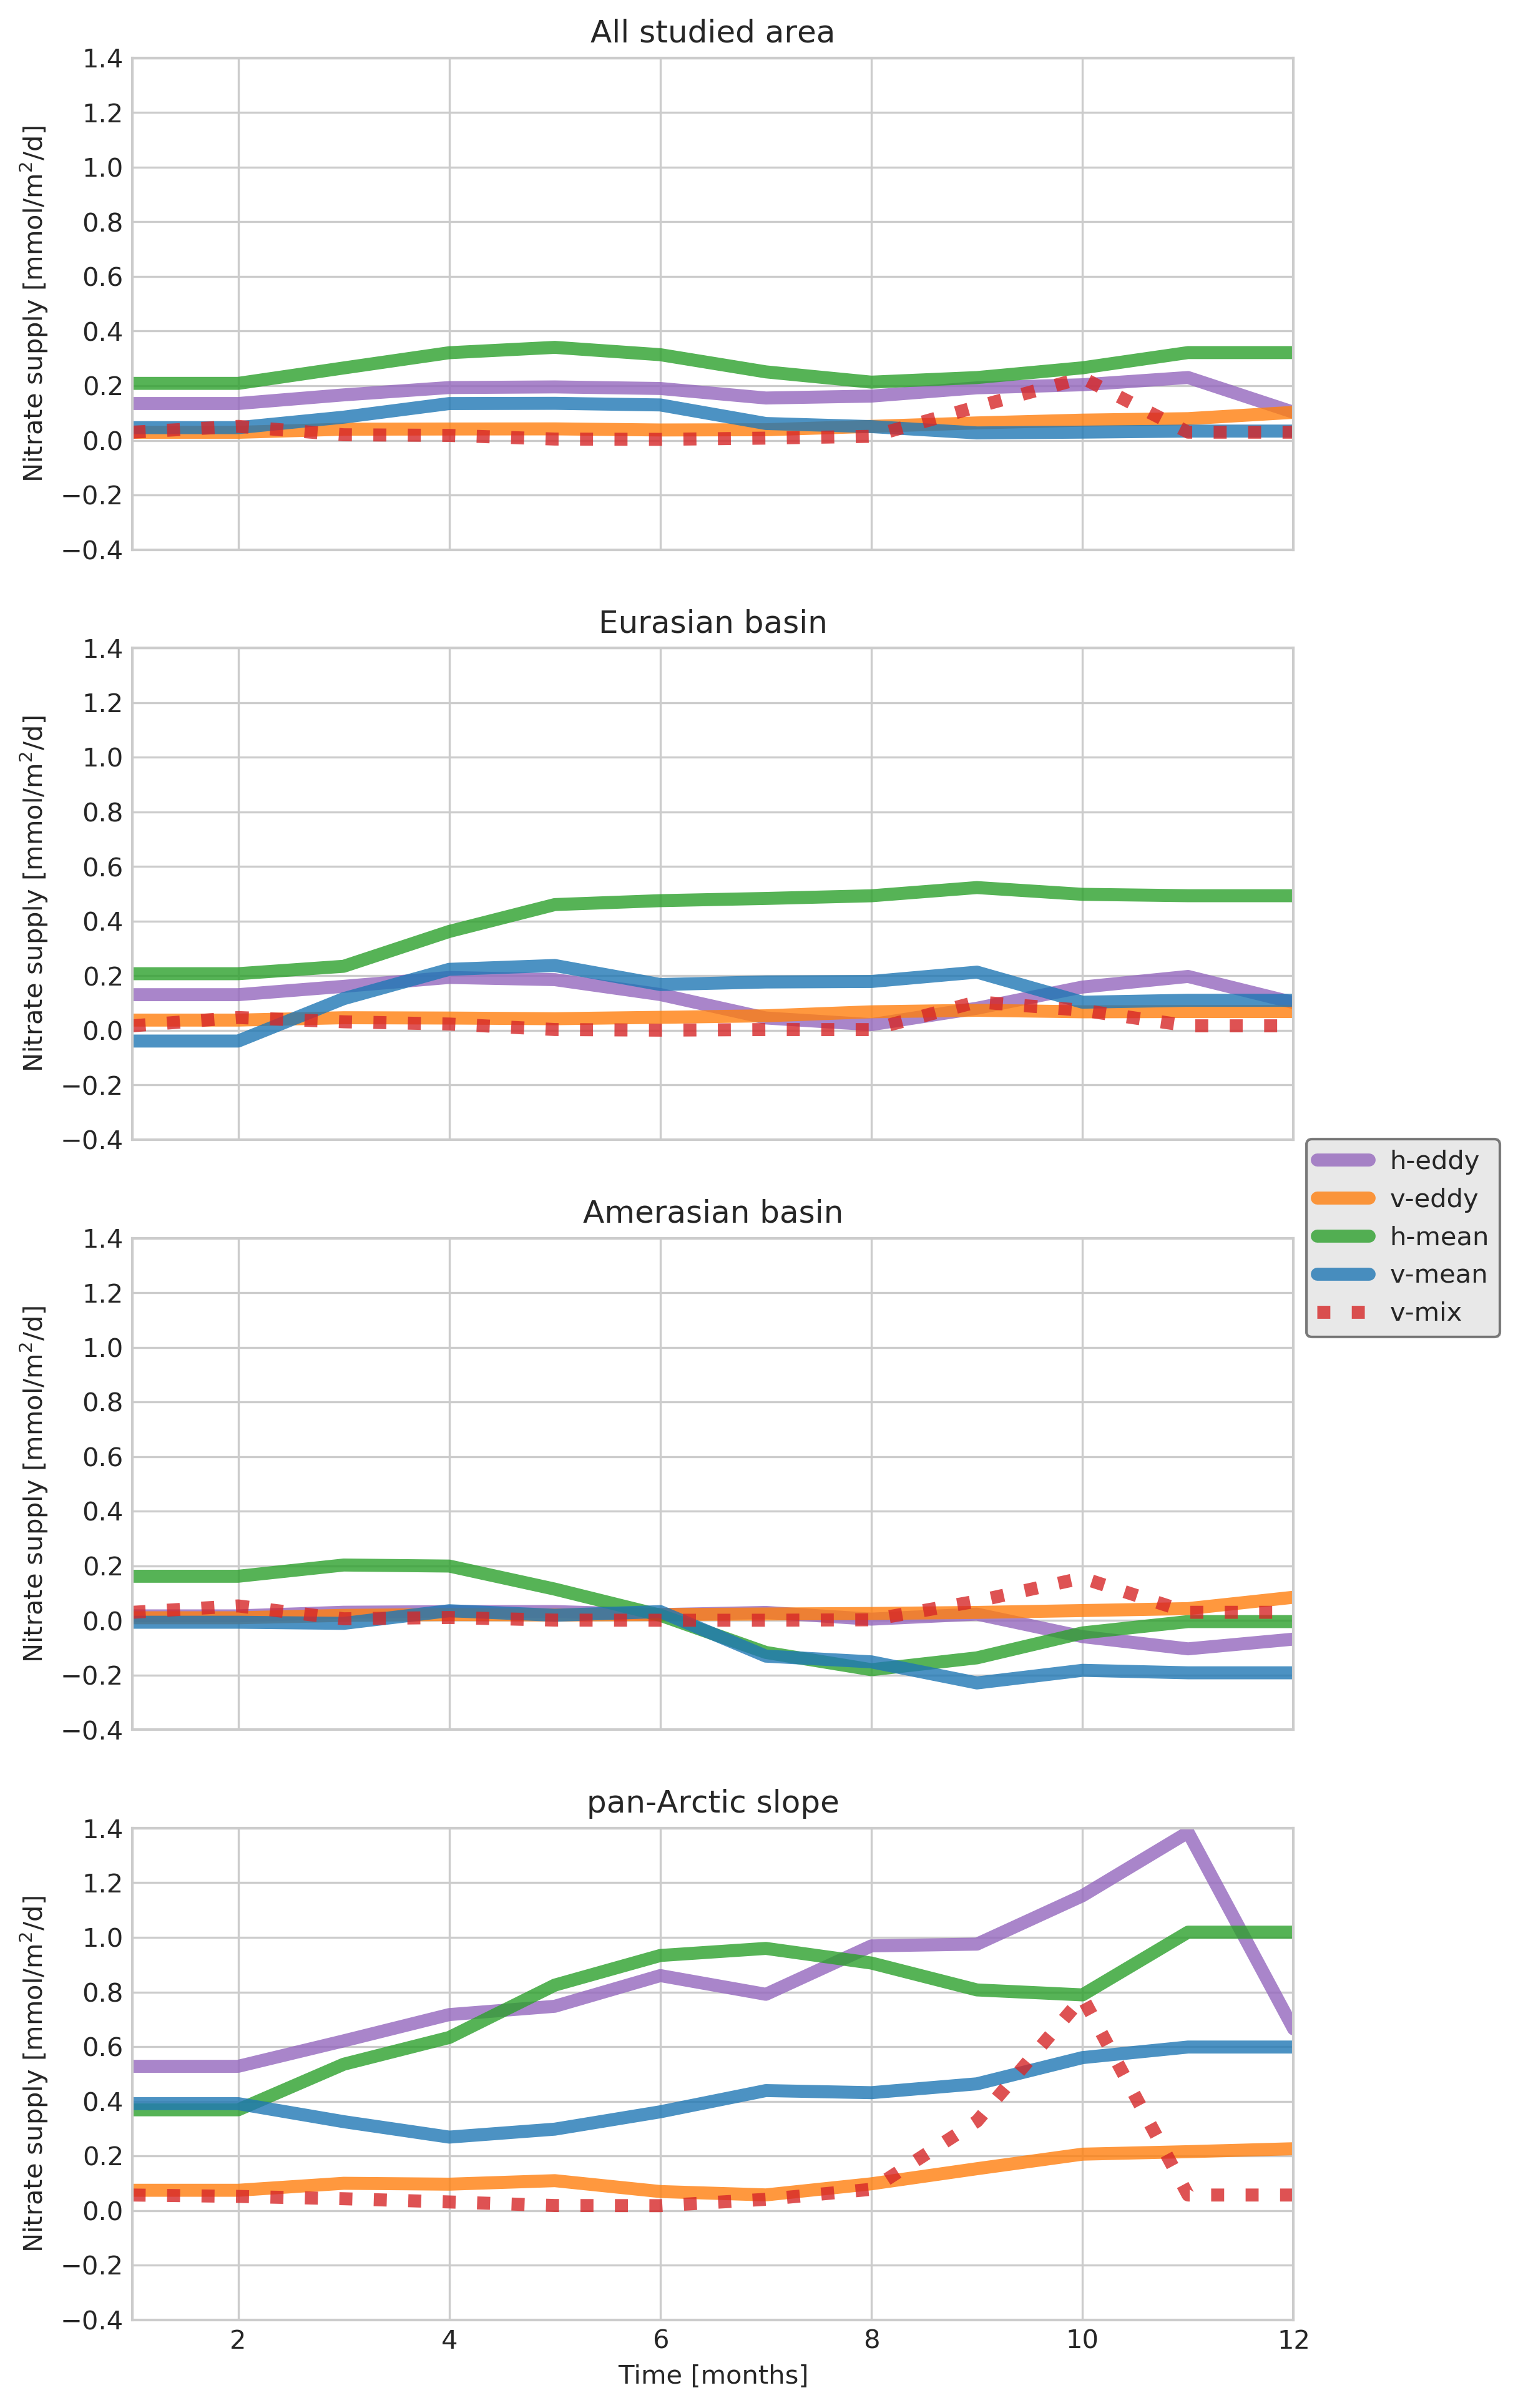 All studied area
Nitrate supply [mmol/m²/d]
1.4
1.2
1.0
0.8
0.6
0.4
0.2
0.0
−0.2
−0.4
Eurasian basin
Nitrate supply [mmol/m²/d]
1.4
1.2
1.0
0.8
0.6
0.4
0.2
0.0
−0.2
−0.4
h-eddy
v-eddy
h-mean
v-mean
v-mix
Amerasian basin
Nitrate supply [mmol/m²/d]
1.4
1.2
1.0
0.8
0.6
0.4
0.2
0.0
−0.2
−0.4
pan-Arctic slope
Nitrate supply [mmol/m²/d]
1.4
1.2
1.0
0.8
0.6
0.4
0.2
0.0
−0.2
−0.4
2 4 6 8 10 12
Time [months]